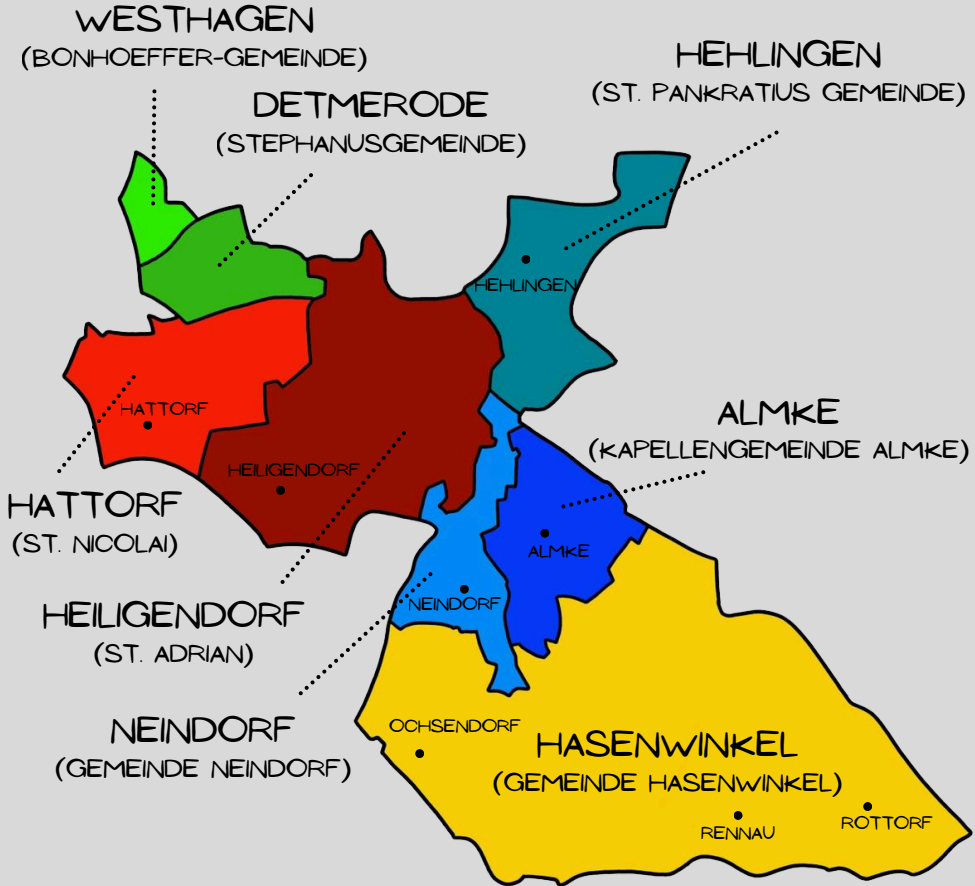 WESTHAGEN
(BONHOEFFER-GEMEINDE)
HEHLINGEN
(ST. PANKRATIUS GEMEINDE)
DETMERODE
(STEPHANUSGEMEINDE)
HEHLINGEN
HATTORF
ALMKE
(KAPELLENGEMEINDE ALMKE)
HEILIGENDORF
HATTORF
(ST. NICOLAI)
ALMKE
NEINDORF
HEILIGENDORF
(ST. ADRIAN)
NEINDORF
(GEMEINDE NEINDORF)
OCHSENDORF
HASENWINKEL
(GEMEINDE HASENWINKEL)
RENNAU
ROTTORF